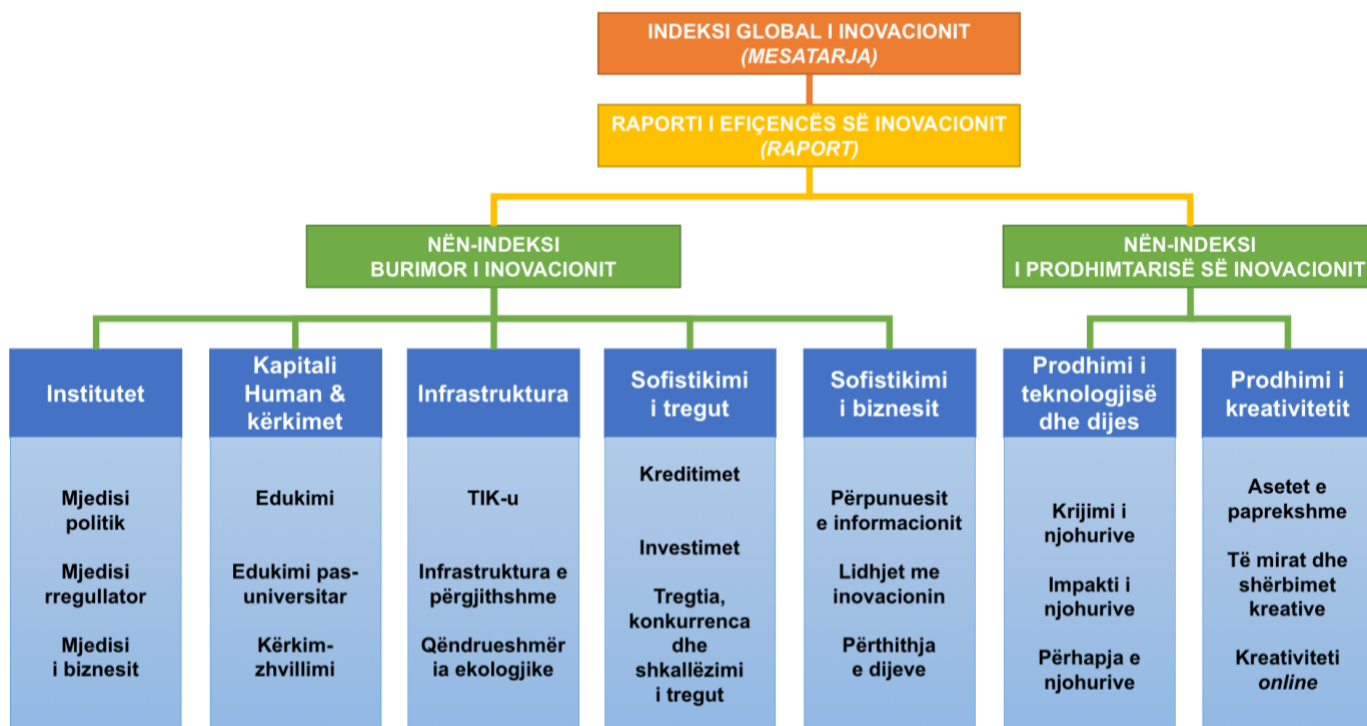 INDEKSI GLOBAL I INOVACIONIT
(MESATARJA)
RAPORTI I EFIÇENCËS SË INOVACIONIT
(RAPORT)
NËN-INDEKSI
BURIMOR I INOVACIONIT
NËN-INDEKSI
I PRODHIMTARISË SË INOVACIONIT
Institutet
Mjedisi
politik
Mjedisi
rregullator
Mjedisi
i biznesit
Kapitali
Human &
kërkimet
Edukimi
Edukimi pas-
universitar
Kërkim-
zhvillimi
Infrastruktura
TIK-u
Infrastruktura e
përgjithshme
Qëndrueshmër
ia ekologjike
Sofistikimi
i tregut
Kreditimet
Investimet
Tregtia,
konkurrenca
dhe
shkallëzimi
i tregut
Sofistikimi
i biznesit
Përpunuesit
e informacionit
Lidhjet me
inovacionin
Përthithja
e dijeve
Prodhimi i
teknologjisë
dhe dijes
Krijimi i
njohurive
Impakti i
njohurive
Përhapja e
njohurive
Prodhimi i
kreativitetit
Asetet e
paprekshme
Të mirat dhe
shërbimet
kreative
Kreativiteti
online